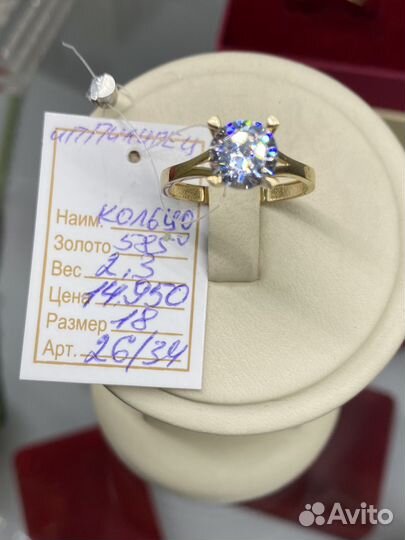 Наим. кольцо
Золото 585°
Вес 2,3
Цена 14.950
Размер 18
Арт. 26/34
Avito